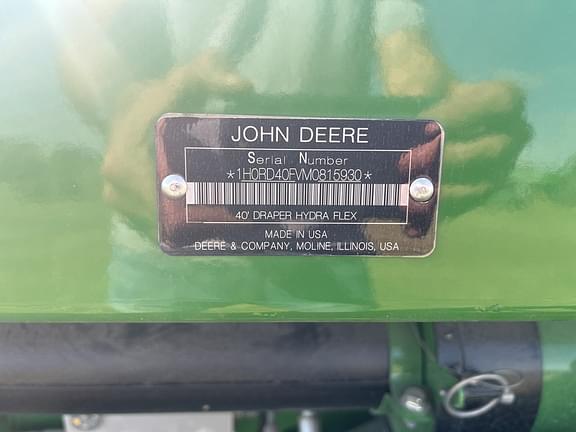 JOHN DEERE
Serial Number
*1H0RD40FVM0815930*
40' DRAPER HYDRA FLEX
MADE IN USA
DEERE & COMPANY, MOLINE, ILLINOIS, USA